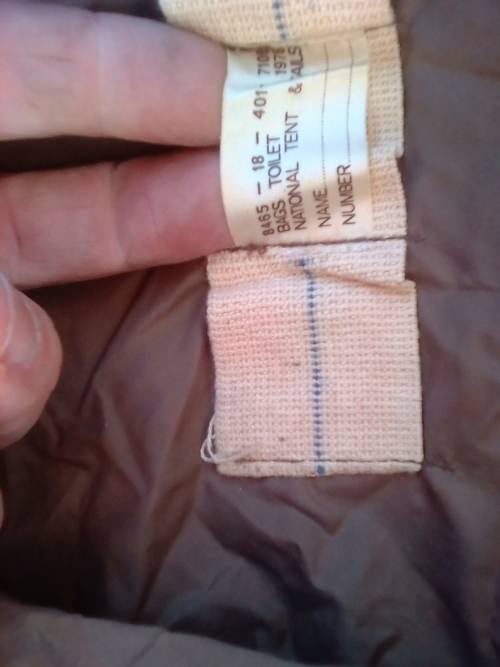 8465 - 18 - 401-
BAGS TOILET
NATIONAL TENT &
NAME
NUMBER